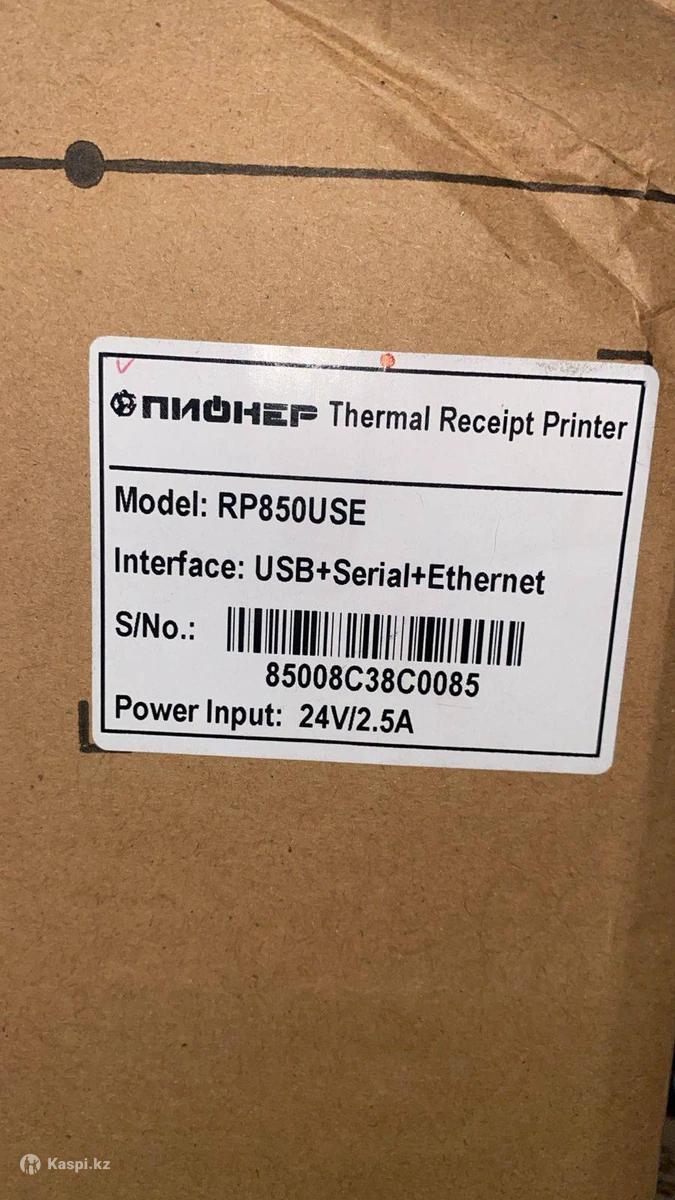 ПИОНЕР Thermal Receipt Printer
Model: RP850USE
Interface: USB+Serial+Ethernet
S/No.:
85008C38C0085
Power Input: 24V/2.5A
Kaspi.kz